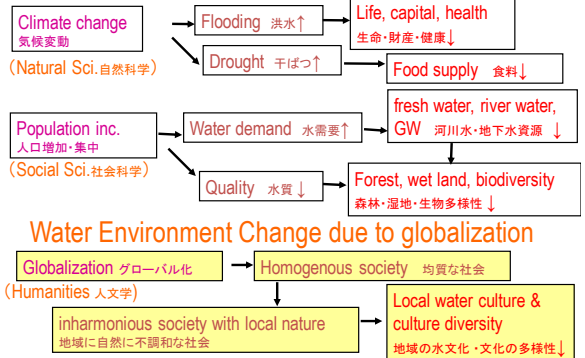 Climate change
気候変動
(Natural Sci.自然科学)
Flooding 洪水↑
Life, capital, health
生命・財産・健康↓
Drought 干ばつ↑
Food supply 食料↓
Population inc.
人口増加・集中
(Social Sci.社会科学)
Water demand 水需要↑
fresh water, river water,
GW 河川水・地下水資源 ↓
Quality 水質↓
Forest, wet land, biodiversity
森林・湿地・生物多様性↓
Water Environment Change due to globalization
Globalization グローバル化
(Humanities 人文学)
Homogenous society 均質な社会
inharmonious society with local nature
地域に自然に不調和な社会
Local water culture &
culture diversity
地域の水文化・文化の多様性↓